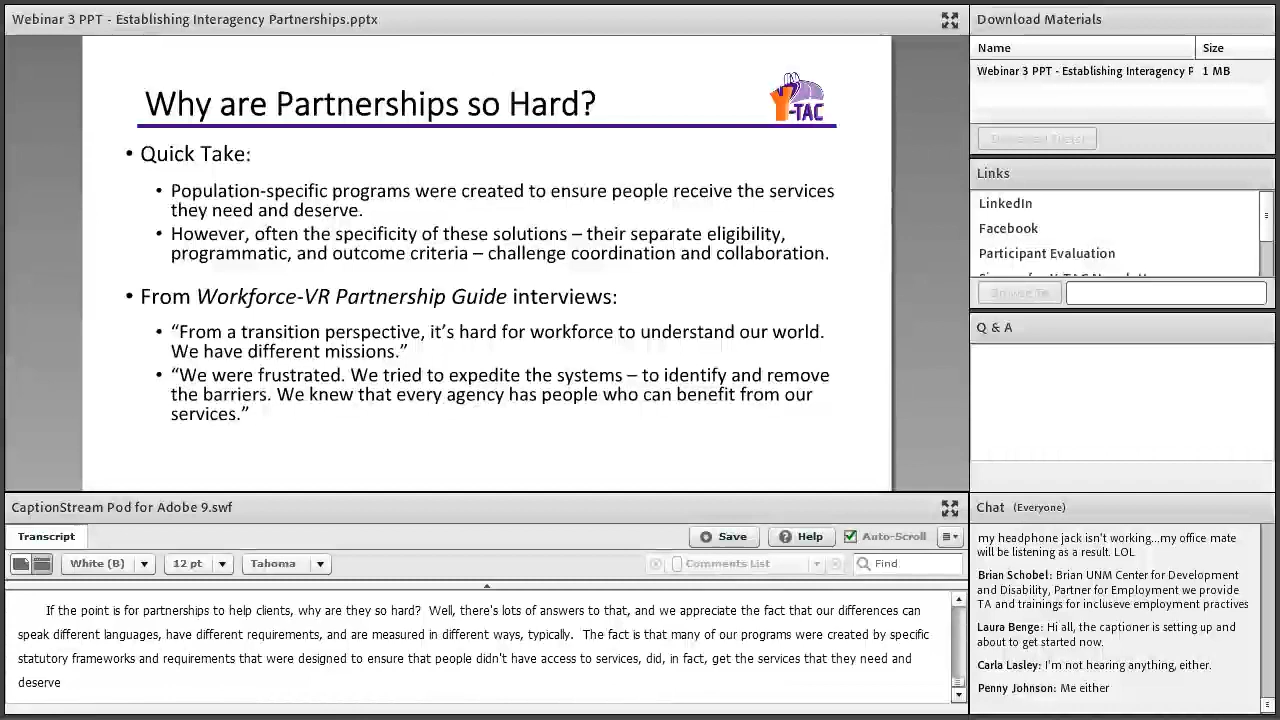 Webinar 3 PPT - Establishing Interagency Partnerships.pptx
Why are Partnerships so Hard?
Y-TAC
• Quick Take:
• Population-specific programs were created to ensure people receive the services
they need and deserve.
• However, often the specificity of these solutions – their separate eligibility,
programmatic, and outcome criteria – challenge coordination and collaboration.
• From Workforce-VR Partnership Guide interviews:
• “From a transition perspective, it’s hard for workforce to understand our world.
We have different missions.”
• “We were frustrated. We tried to expedite the systems – to identify and remove
the barriers. We knew that every agency has people who can benefit from our
services.”
CaptionStream Pod for Adobe 9.swf
Transcript
Save
Help
Auto-Scroll
White (B)
12 pt
Tahoma
Comments List
Find
If the point is for partnerships to help clients, why are they so hard? Well, there's lots of answers to that, and we appreciate the fact that our differences can
speak different languages, have different requirements, and are measured in different ways, typically. The fact is that many of our programs were created by specific
statutory frameworks and requirements that were designed to ensure that people didn't have access to services, did, in fact, get the services that they need and
deserve
Download Materials
Name Size
Webinar 3 PPT - Establishing Interagency P 1 MB
Links
LinkedIn
Facebook
Participant Evaluation
Browse To
Q & A
Chat (Everyone)
my headphone jack isn't working...my office mate
will be listening as a result. LOL
Brian Schobel: Brian UNM Center for Development
and Disability, Partner for Employment we provide
TA and trainings for incluseve employment practives
Laura Benge: Hi all, the captioner is setting up and
about to get started now.
Carla Lasley: I'm not hearing anything, either.
Penny Johnson: Me either